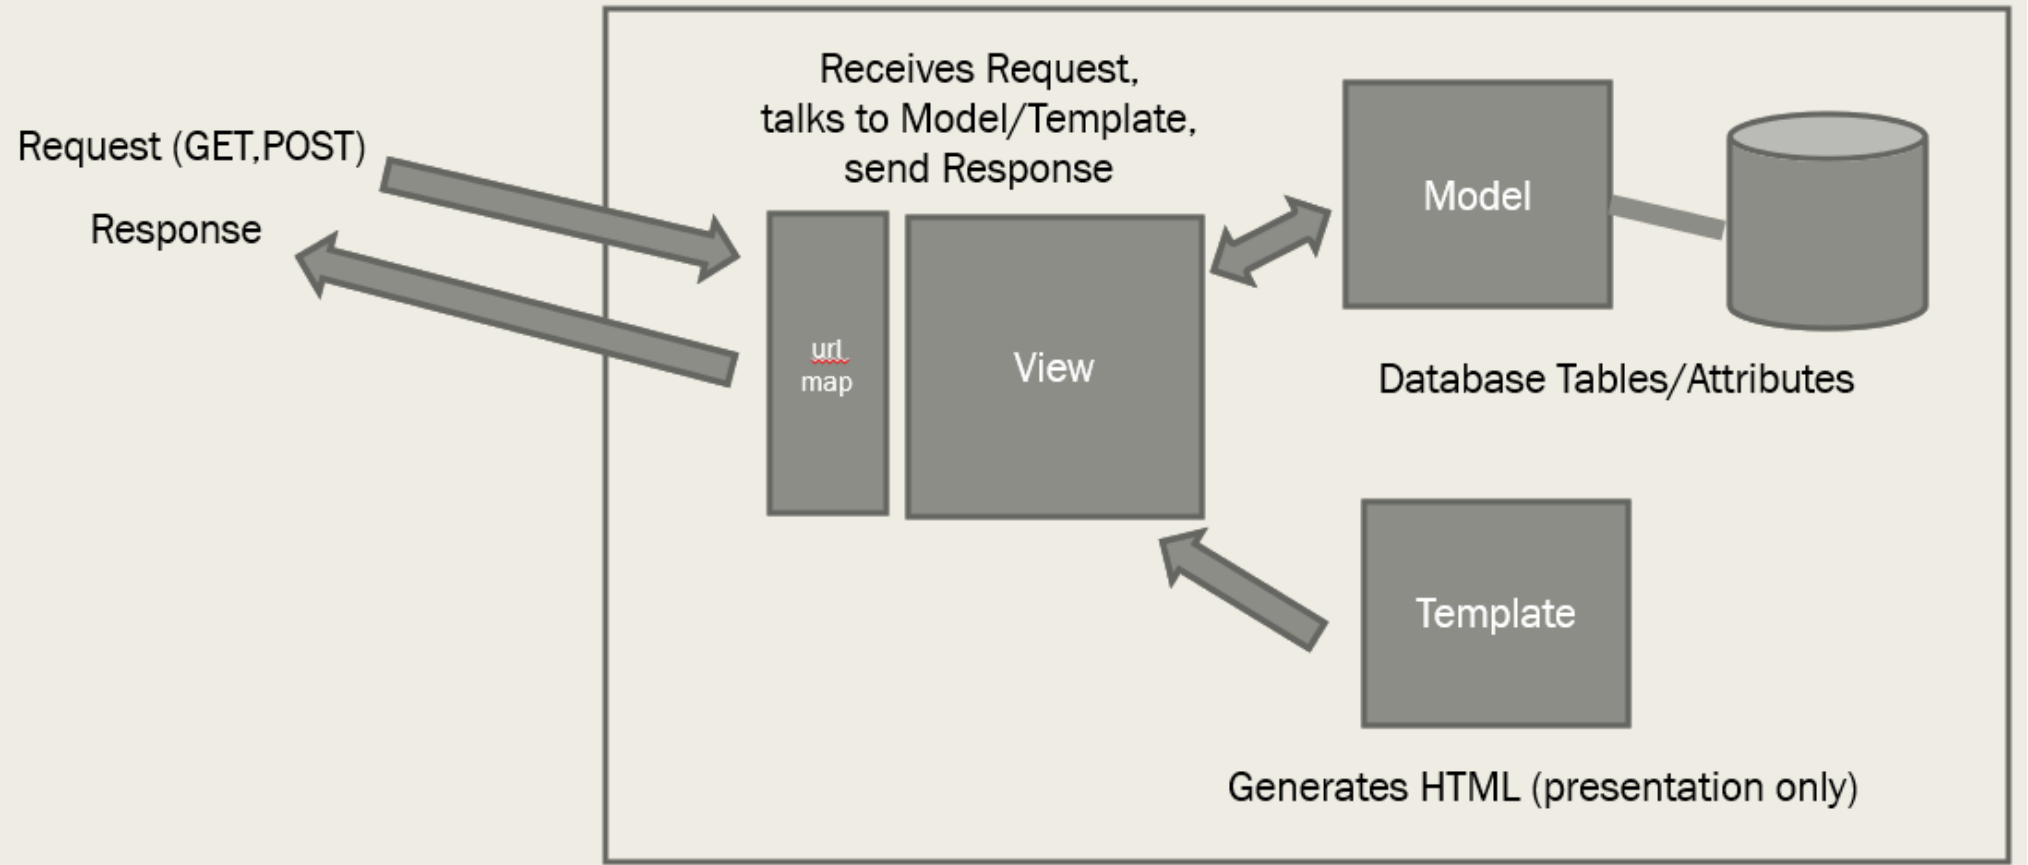 Request (GET,POST)
Response
Receives Request,
talks to Model/Template,
send Response
url
map
View
Model
Database Tables/Attributes
Template
Generates HTML (presentation only)